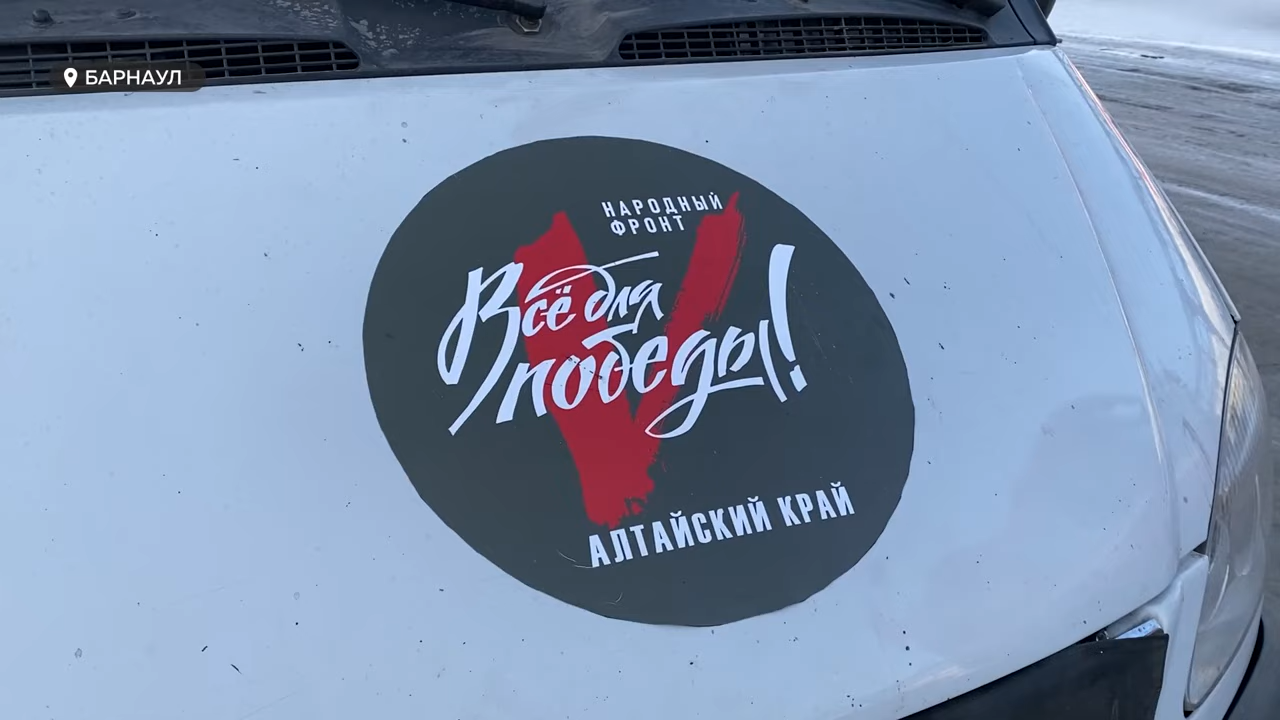 БАРНАУЛ
НАРОДНЫЙ
ФРОНТ
Всё для
победы!
АЛТАЙСКИЙ КРАЙ